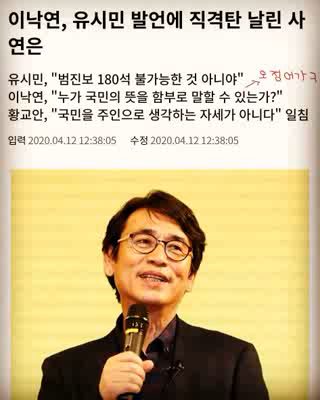 이낙연, 유시민 발언에 직격탄 날린 사
연은
유시민, "범진보 180석 불가능한 것 아니야"
이낙연, "누가 국민의 뜻을 함부로 말할 수 있는가?"
황교안, "국민을 주인으로 생각하는 자세가 아니다" 일침
입력 2020.04.12 12:38:05 수정 2020.04.12 12:38:05